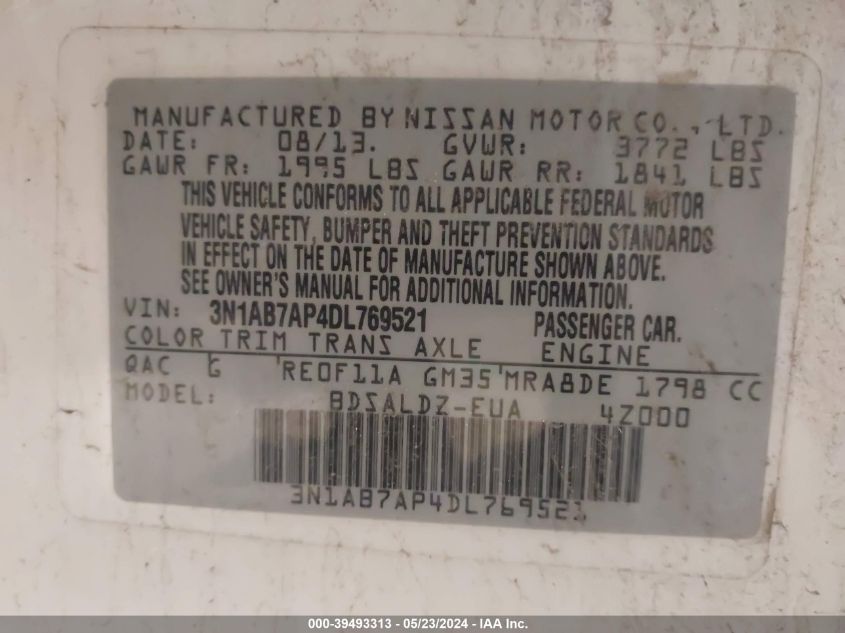 MANUFACTURED BY NISSAN MOTOR CO., LTD.
DATE: 08/13. GVWR: 3772 LBS
GAWR FR: 1995 LBS GAWR RR: 1841 LBS
THIS VEHICLE CONFORMS TO ALL APPLICABLE FEDERAL MOTOR
VEHICLE SAFETY, BUMPER AND THEFT PREVENTION STANDARDS
IN EFFECT ON THE DATE OF MANUFACTURE SHOWN ABOVE.
SEE OWNER'S MANUAL FOR ADDITIONAL INFORMATION.
VIN: 3N1AB7AP4DL769521 PASSENGER CAR.
COLOR TRIM TRANS AXLE ENGINE
QAC G RE0F11A GM35 MRA8DE 1798 CC
MODEL: BDSALDZ-EUA 4Z000
3N1AB7AP4DL769521
000-39493313 - 05/23/2024 - IAA Inc.